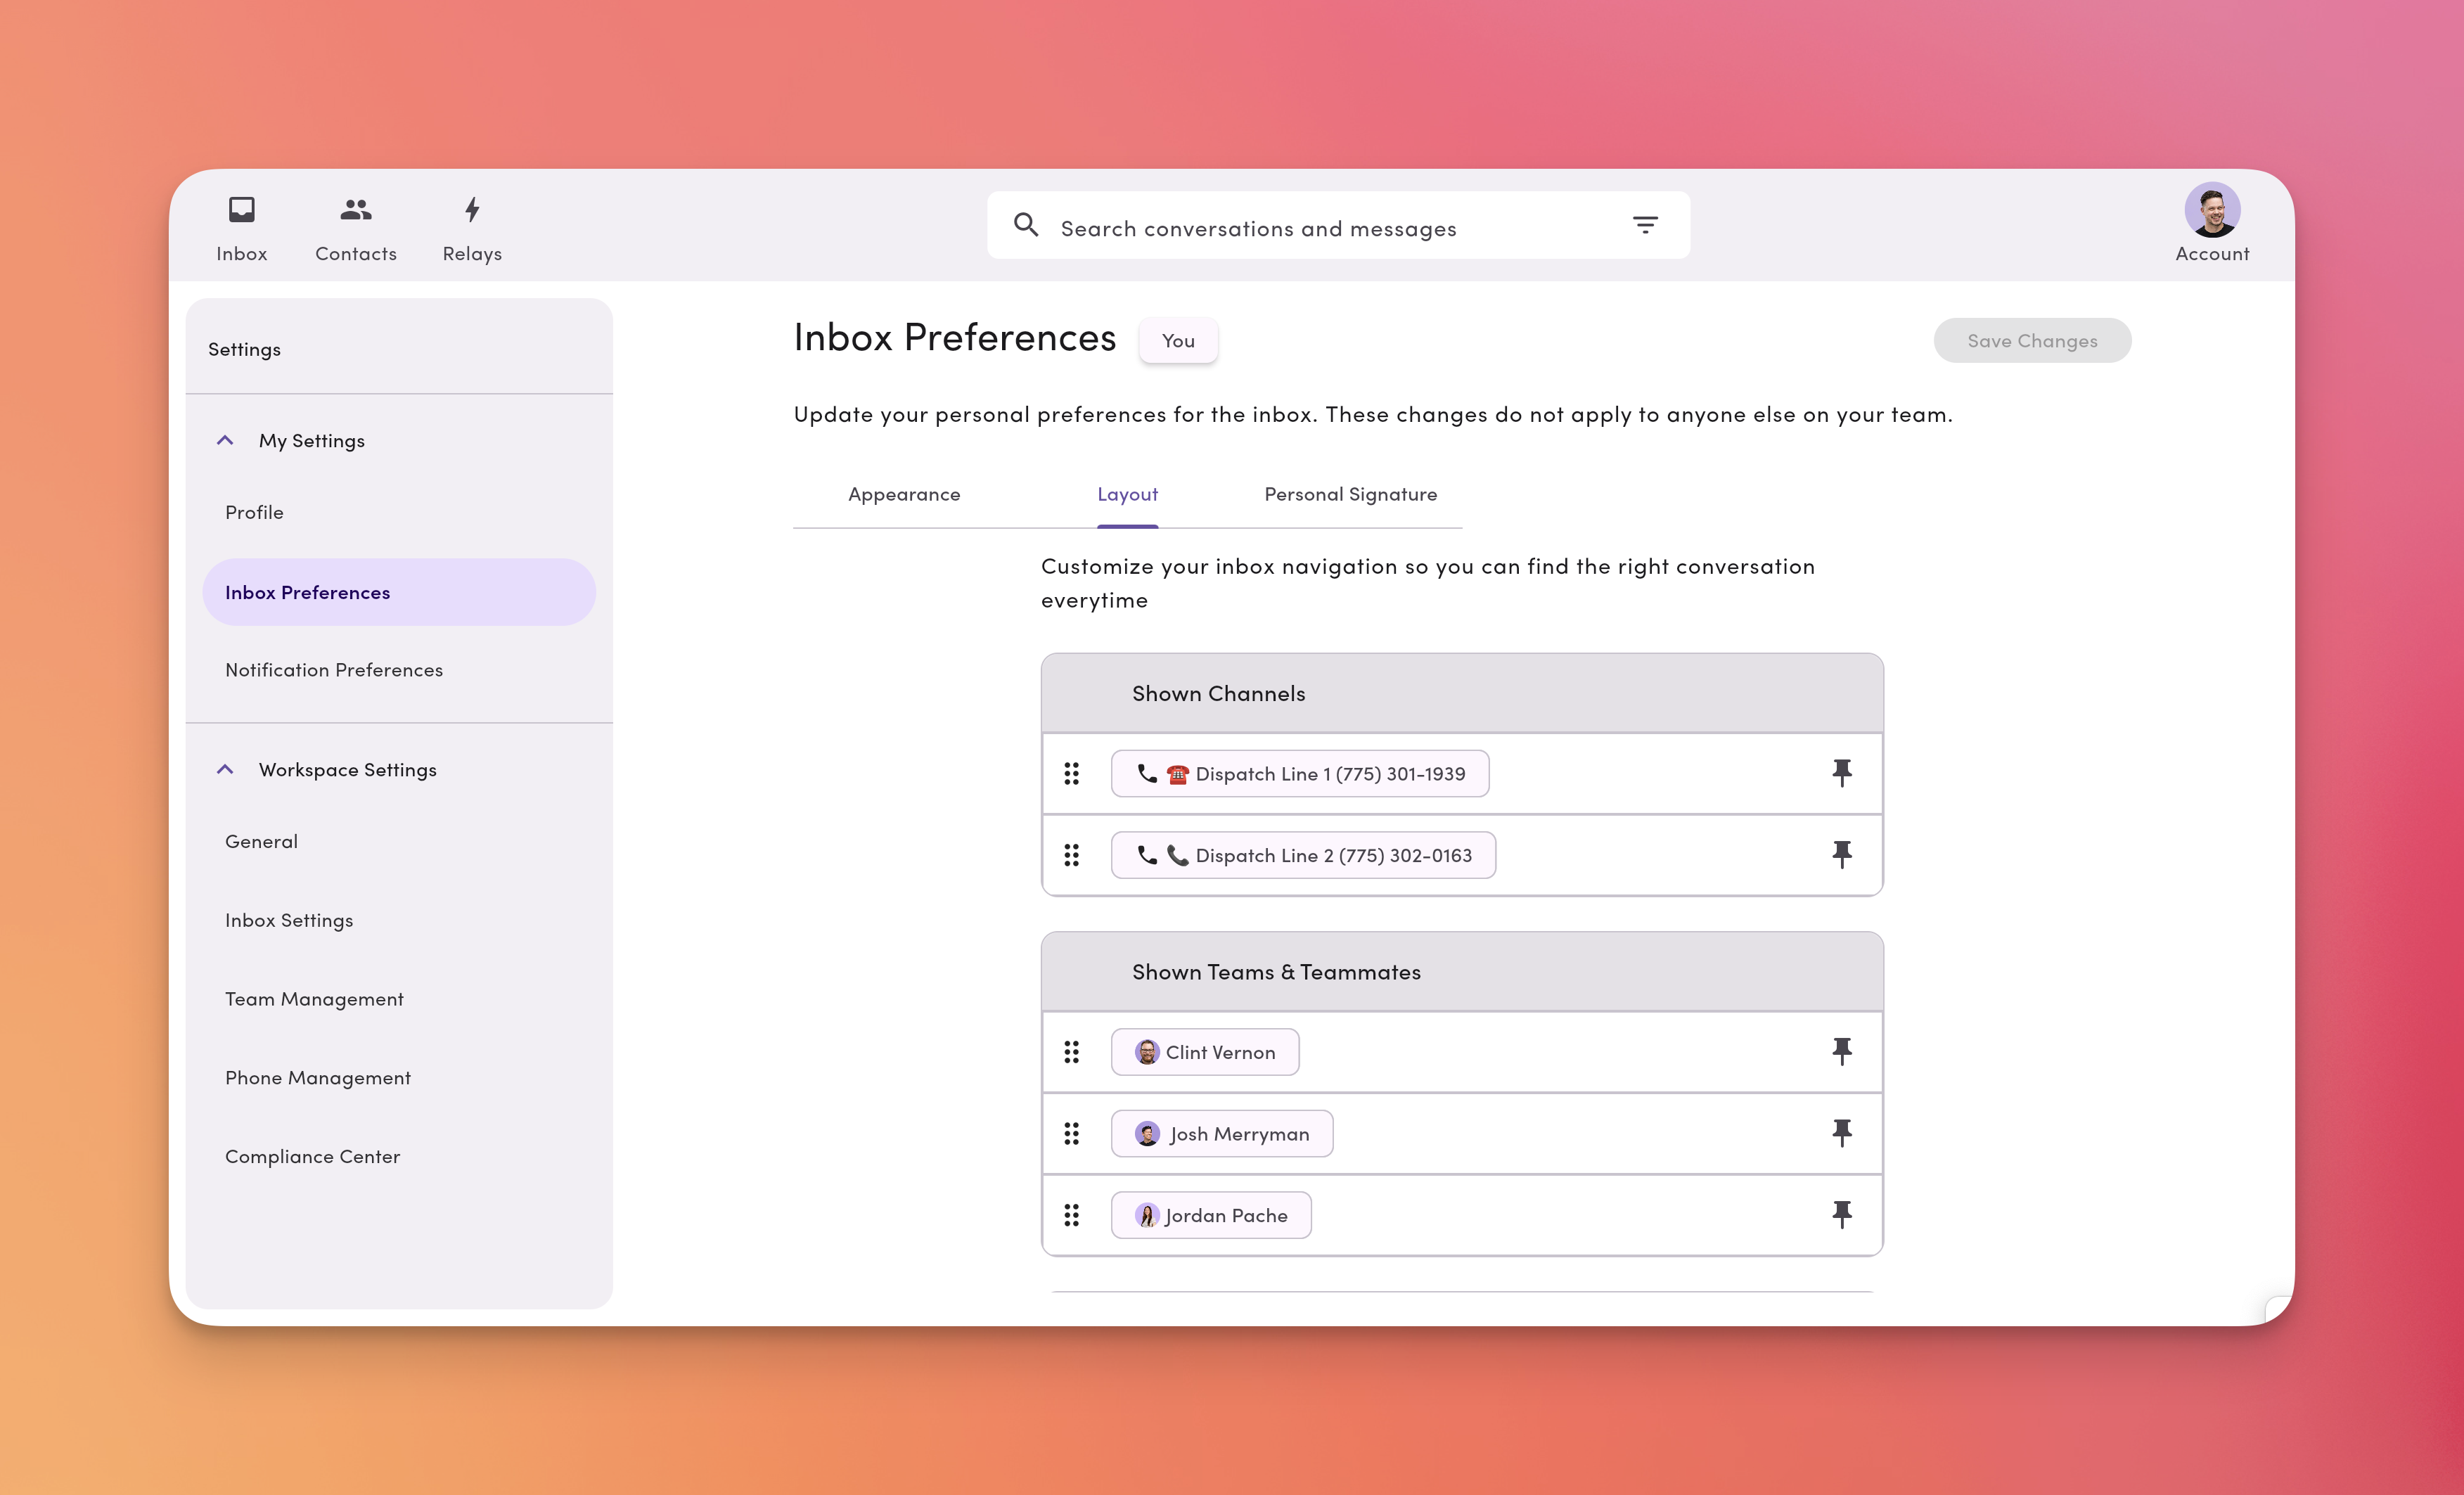 Inbox
Contacts
Relays
Search conversations and messages
Account
Settings
My Settings
Profile
Inbox Preferences
Notification Preferences
Workspace Settings
General
Inbox Settings
Team Management
Phone Management
Compliance Center
Inbox Preferences
You
Save Changes
Update your personal preferences for the inbox. These changes do not apply to anyone else on your team.
Appearance
Layout
Personal Signature
Customize your inbox navigation so you can find the right conversation
everytime
Shown Channels
☎️ Dispatch Line 1 (775) 301-1939
📞 Dispatch Line 2 (775) 302-0163
Shown Teams & Teammates
Clint Vernon
Josh Merryman
Jordan Pache